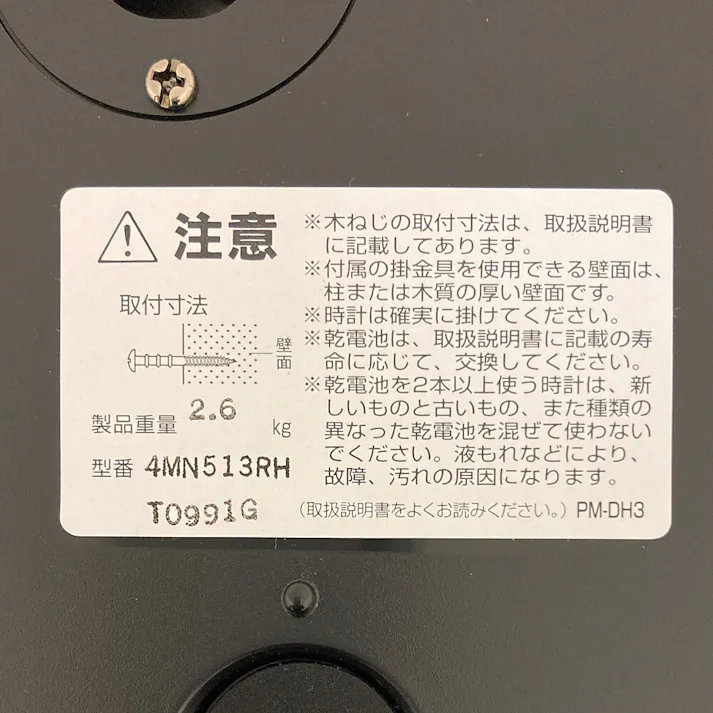 注意
取付寸法
壁面
製品重量 2.6 kg
型番 4MN513RH
T0991G
※木ねじの取付寸法は、取扱説明書
に記載してあります。
※付属の掛金具を使用できる壁面は、
柱または木質の厚い壁面です。
※時計は確実に掛けてください。
※乾電池は、取扱説明書に記載の寿
命に応じて、交換してください。
※乾電池を2本以上使う時計は、新
しいものと古いもの、また種類の
異なった乾電池を混ぜて使わない
でください。液もれなどにより、
故障、汚れの原因になります。
(取扱説明書をよくお読みください。) PM-DH3